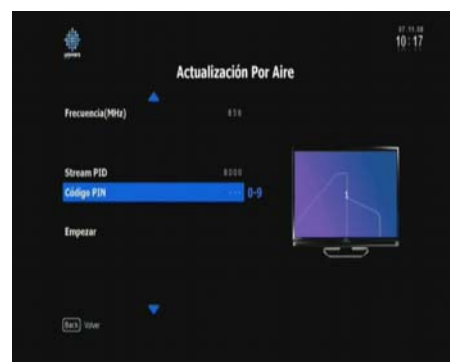 10:17
Actualización Por Aire
Frecuencia(MHz)
Stream PID
Código PIN --- 0-9
Empezar
Back Volver